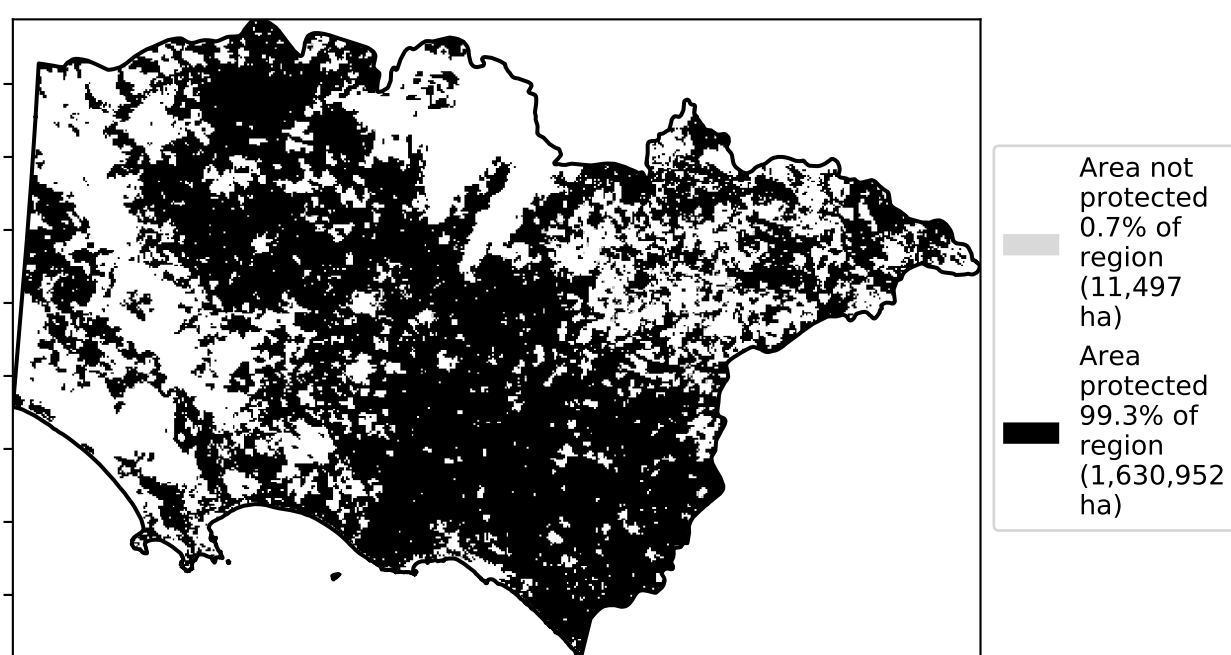 Area not
protected
0.7% of
region
(11,497
ha)
Area
protected
99.3% of
region
(1,630,952
ha)